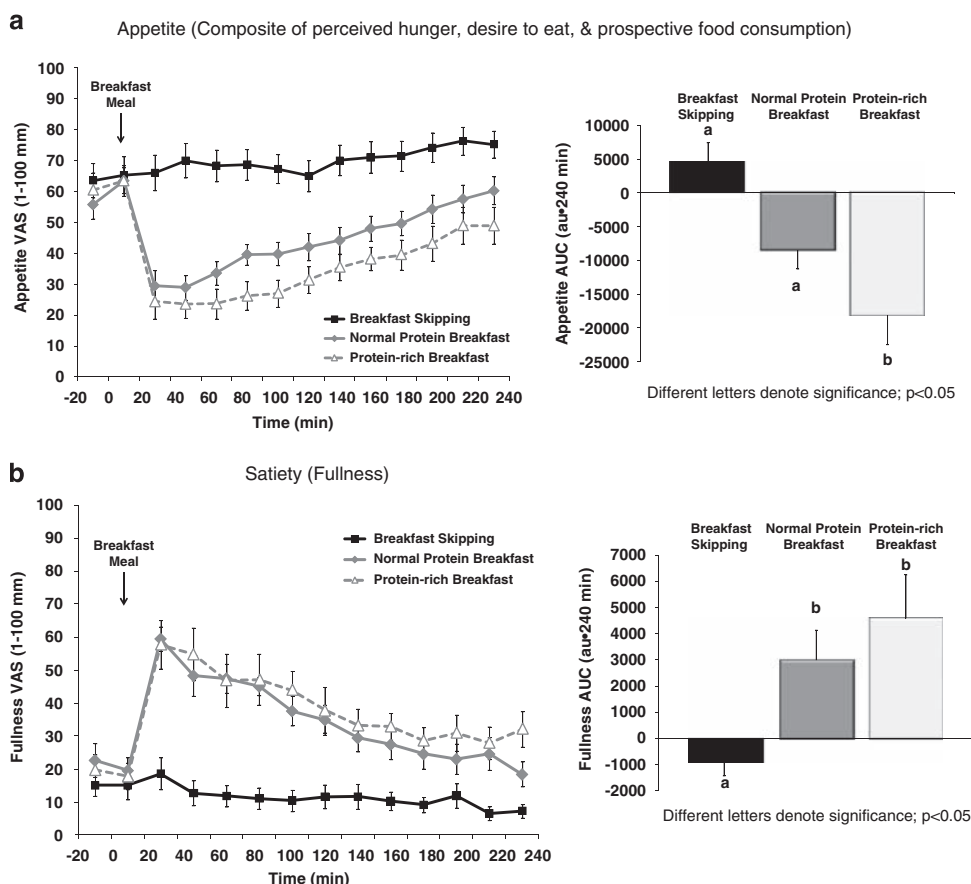 a
Appetite (Composite of perceived hunger, desire to eat, & prospective food consumption)
Appetite VAS (1-100 mm)
100
90
80
70
60
50
40
30
20
10
0
Breakfast
Meal
Breakfast Skipping
Normal Protein Breakfast
Protein-rich Breakfast
-20 0 20 40 60 80 100 120 140 160 180 200 220 240
Time (min)
Breakfast Skipping
Normal Protein Breakfast
Protein-rich Breakfast
Appetite AUC (au•240 min)
10000
5000
0
-5000
-10000
-15000
-20000
-25000
a
a
b
Different letters denote significance; p<0.05
b
Satiety (Fullness)
Fullness VAS (1-100 mm)
100
90
80
70
60
50
40
30
20
10
0
Breakfast
Meal
Breakfast Skipping
Normal Protein Breakfast
Protein-rich Breakfast
-20 0 20 40 60 80 100 120 140 160 180 200 220 240
Time (min)
Breakfast Skipping
Normal Protein Breakfast
Protein-rich Breakfast
Fullness AUC (au•240 min)
7000
6000
5000
4000
3000
2000
1000
0
-1000
-2000
a
b
b
Different letters denote significance; p<0.05